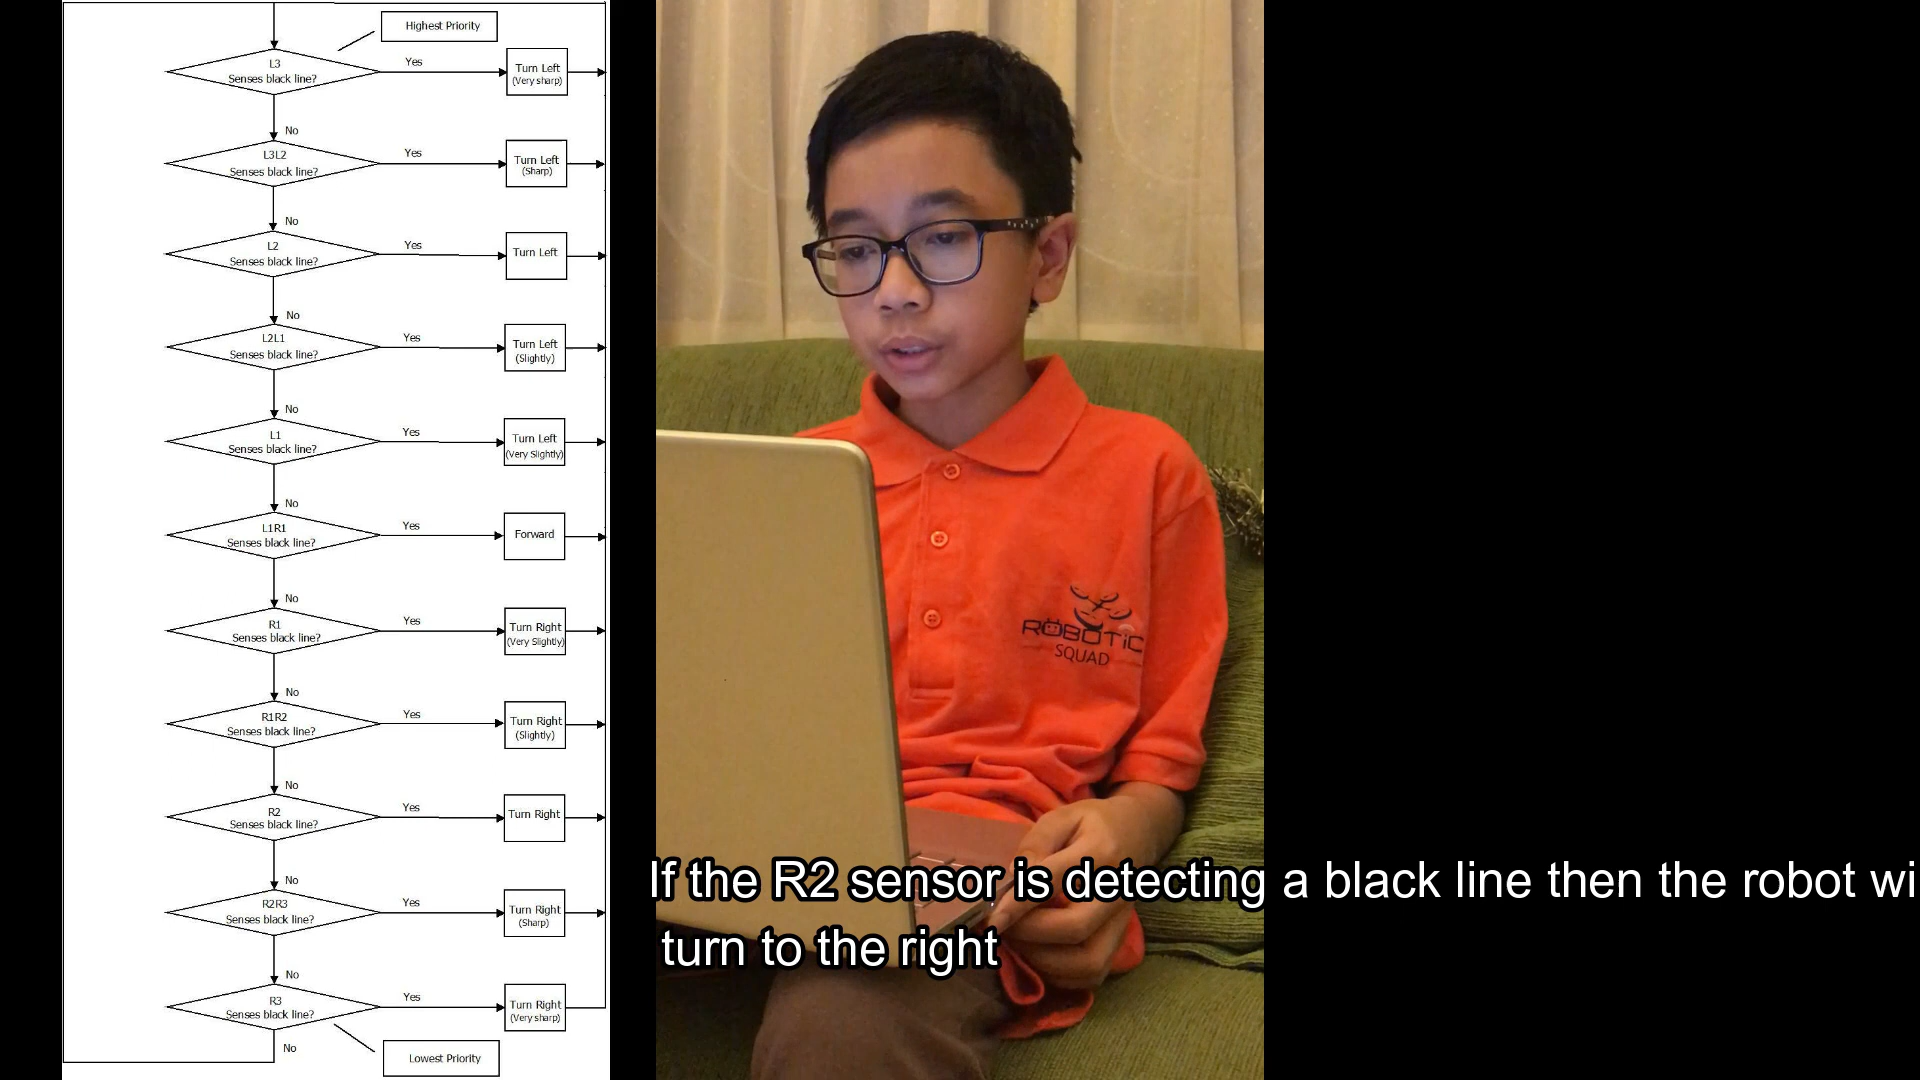 Highest Priority
L3
Senses black line?
Yes
Turn Left
(Very sharp)
No
L3L2
Senses black line?
Yes
Turn Left
(Sharp)
No
L2
Senses black line?
Yes
Turn Left
No
L2L1
Senses black line?
Yes
Turn Left
(Slightly)
No
L1
Senses black line?
Yes
Turn Left
(Very Slightly)
No
L1R1
Senses black line?
Yes
Forward
No
R1
Senses black line?
Yes
Turn Right
(Very Slightly)
No
R1R2
Senses black line?
Yes
Turn Right
(Slightly)
No
R2
Senses black line?
Yes
Turn Right
No
R2R3
Senses black line?
Yes
Turn Right
(Sharp)
No
R3
Senses black line?
Yes
Turn Right
(Very sharp)
No
Lowest Priority
ROBOTIC
SQUAD
If the R2 sensor is detecting a black line then the robot wi
turn to the right